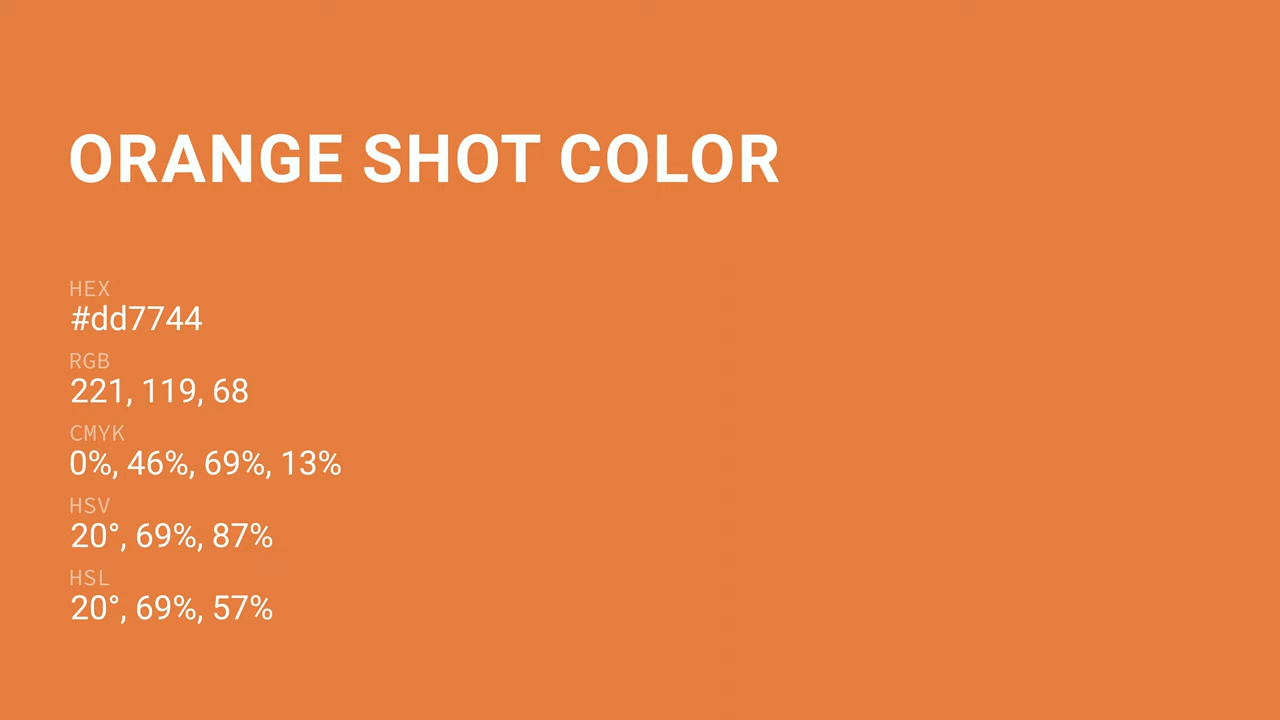 ORANGE SHOT COLOR
HEX
#dd7744
RGB
221, 119, 68
CMYK
0%, 46%, 69%, 13%
HSV
20°, 69%, 87%
HSL
20°, 69%, 57%